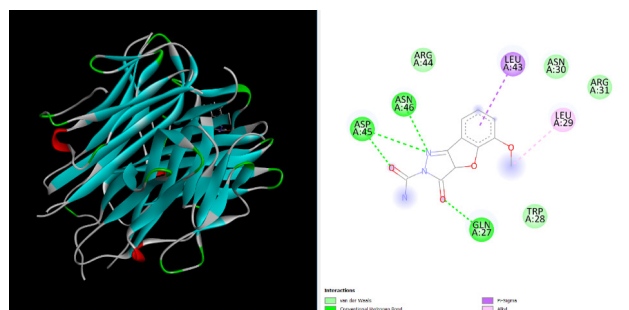 ARG
A:44
LEU
A:43
ASN
A:30
ARG
A:31
ASN
A:46
LEU
A:29
ASP
A:45
N
O
O
N
O
N
O
TRP
A:28
GLN
A:27
Interactions
van der Waals
Conventional Hydrogen Bond
Pi-Sigma
Alkyl